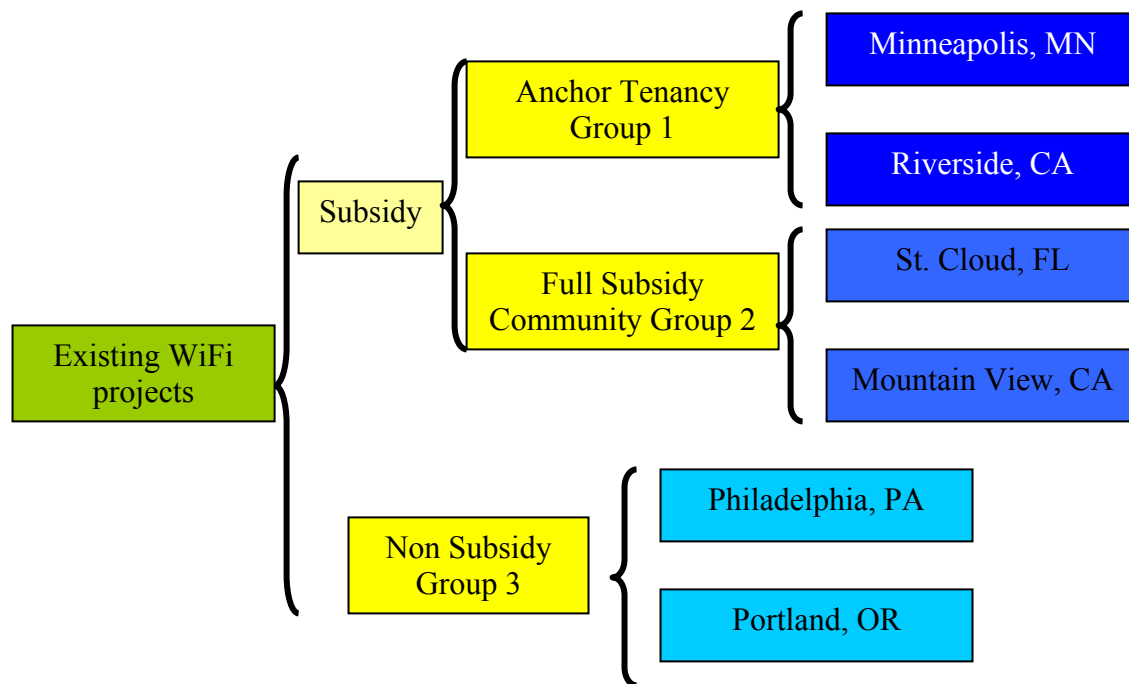 Existing WiFi
projects
Subsidy
Anchor Tenancy
Group 1
Minneapolis, MN
Riverside, CA
Full Subsidy
Community Group 2
St. Cloud, FL
Mountain View, CA
Non Subsidy
Group 3
Philadelphia, PA
Portland, OR